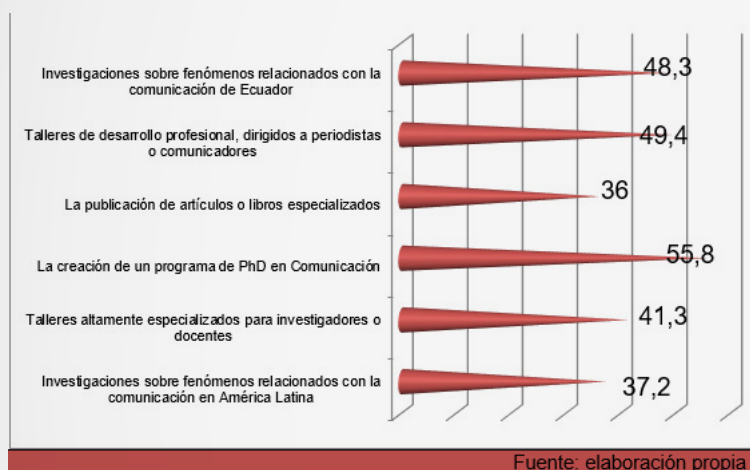 Investigaciones sobre fenómenos relacionados con la
comunicación de Ecuador
48,3
Talleres de desarrollo profesional, dirigidos a periodistas
o comunicadores
49,4
La publicación de artículos o libros especializados
36
La creación de un programa de PhD en Comunicación
55,8
Talleres altamente especializados para investigadores o
docentes
41,3
Investigaciones sobre fenómenos relacionados con la
comunicación en América Latina
37,2
Fuente: elaboración propia